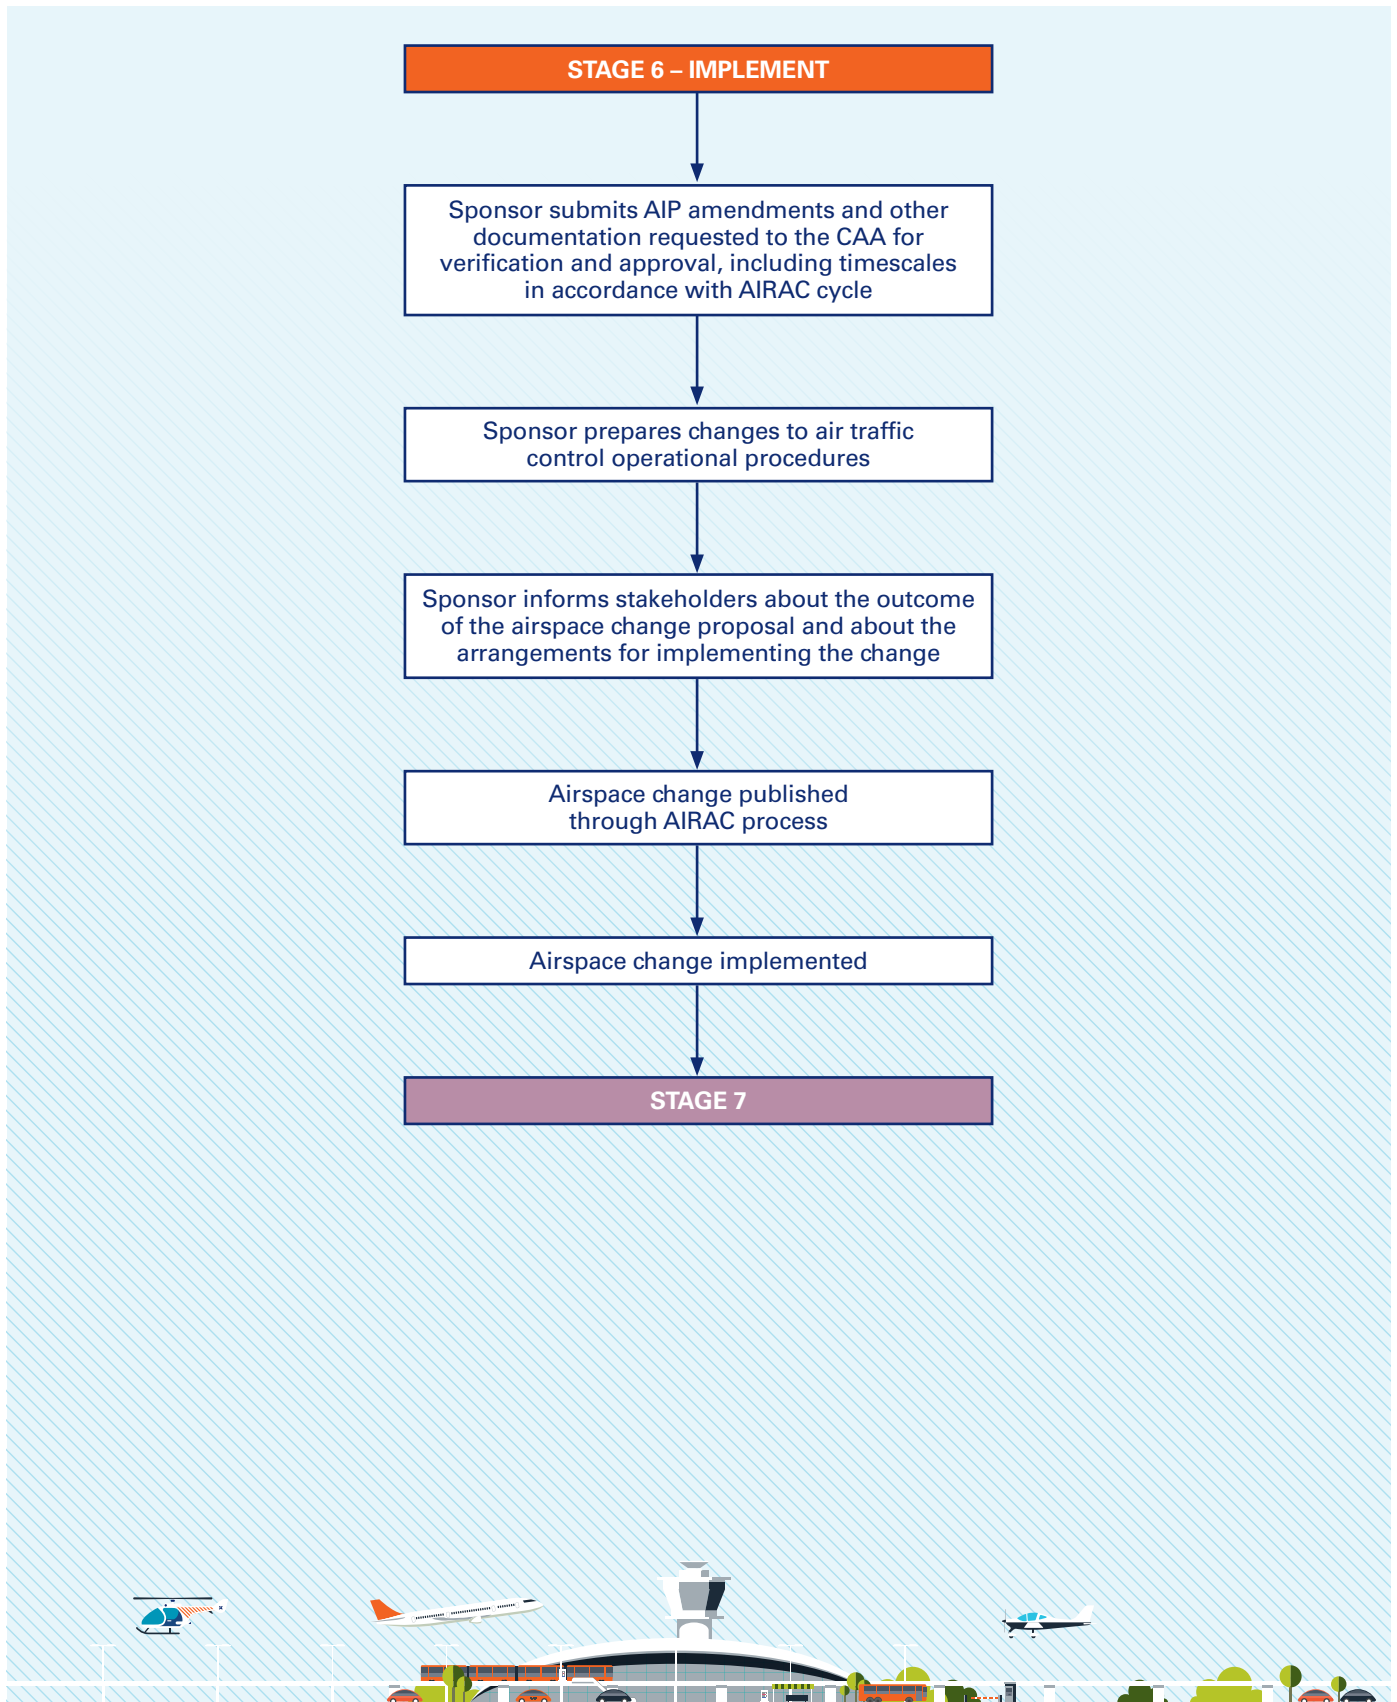 STAGE 6 – IMPLEMENT
Sponsor submits AIP amendments and other
documentation requested to the CAA for
verification and approval, including timescales
in accordance with AIRAC cycle
Sponsor prepares changes to air traffic
control operational procedures
Sponsor informs stakeholders about the outcome
of the airspace change proposal and about the
arrangements for implementing the change
Airspace change published
through AIRAC process
Airspace change implemented
STAGE 7